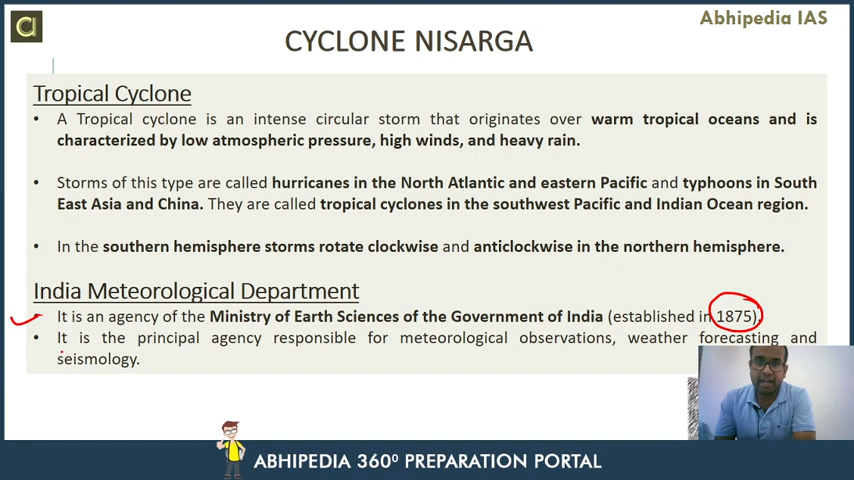 Abhipedia IAS
CYCLONE NISARGA
Tropical Cyclone
• A Tropical cyclone is an intense circular storm that originates over warm tropical oceans and is
characterized by low atmospheric pressure, high winds, and heavy rain.
• Storms of this type are called hurricanes in the North Atlantic and eastern Pacific and typhoons in South
East Asia and China. They are called tropical cyclones in the southwest Pacific and Indian Ocean region.
• In the southern hemisphere storms rotate clockwise and anticlockwise in the northern hemisphere.
India Meteorological Department
• It is an agency of the Ministry of Earth Sciences of the Government of India (established in 1875).
• It is the principal agency responsible for meteorological observations, weather forecasting and
seismology.
ABHIPEDIA 360⁰ PREPARATION PORTAL